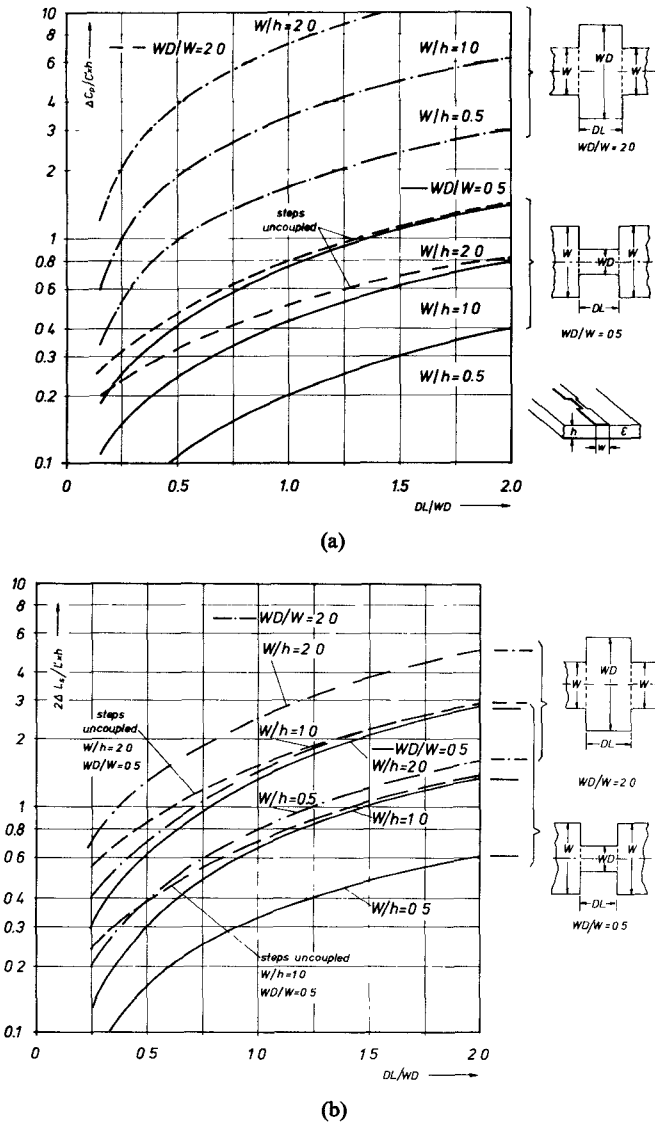 10
8
6
4
3
2
1
0.8
0.6
0.4
0.3
0.2
0.1
0
0.5
1.0
1.5
2.0
DL/WD
W/h=2.0
WD/W=2.0
W/h=1.0
W/h=0.5
WD/W=0.5
steps
uncoupled
W/h=2.0
W/h=1.0
W/h=0.5
W
WD
W
DL
WD/W=2.0
W
WD
W
DL
WD/W=0.5
h
ε
w
(a)
10
8
6
4
3
2
1
0.8
0.6
0.4
0.3
0.2
0.1
0
0.5
1.0
1.5
2.0
DL/WD
WD/W=2.0
W/h=2.0
steps
uncoupled
W/h=2.0
WD/W=0.5
W/h=1.0
WD/W=0.5
W/h=2.0
W/h=0.5
W/h=1.0
W/h=0.5
steps uncoupled
W/h=1.0
WD/W=0.5
W
WD
W
DL
WD/W=2.0
W
WD
W
DL
WD/W=0.5
(b)